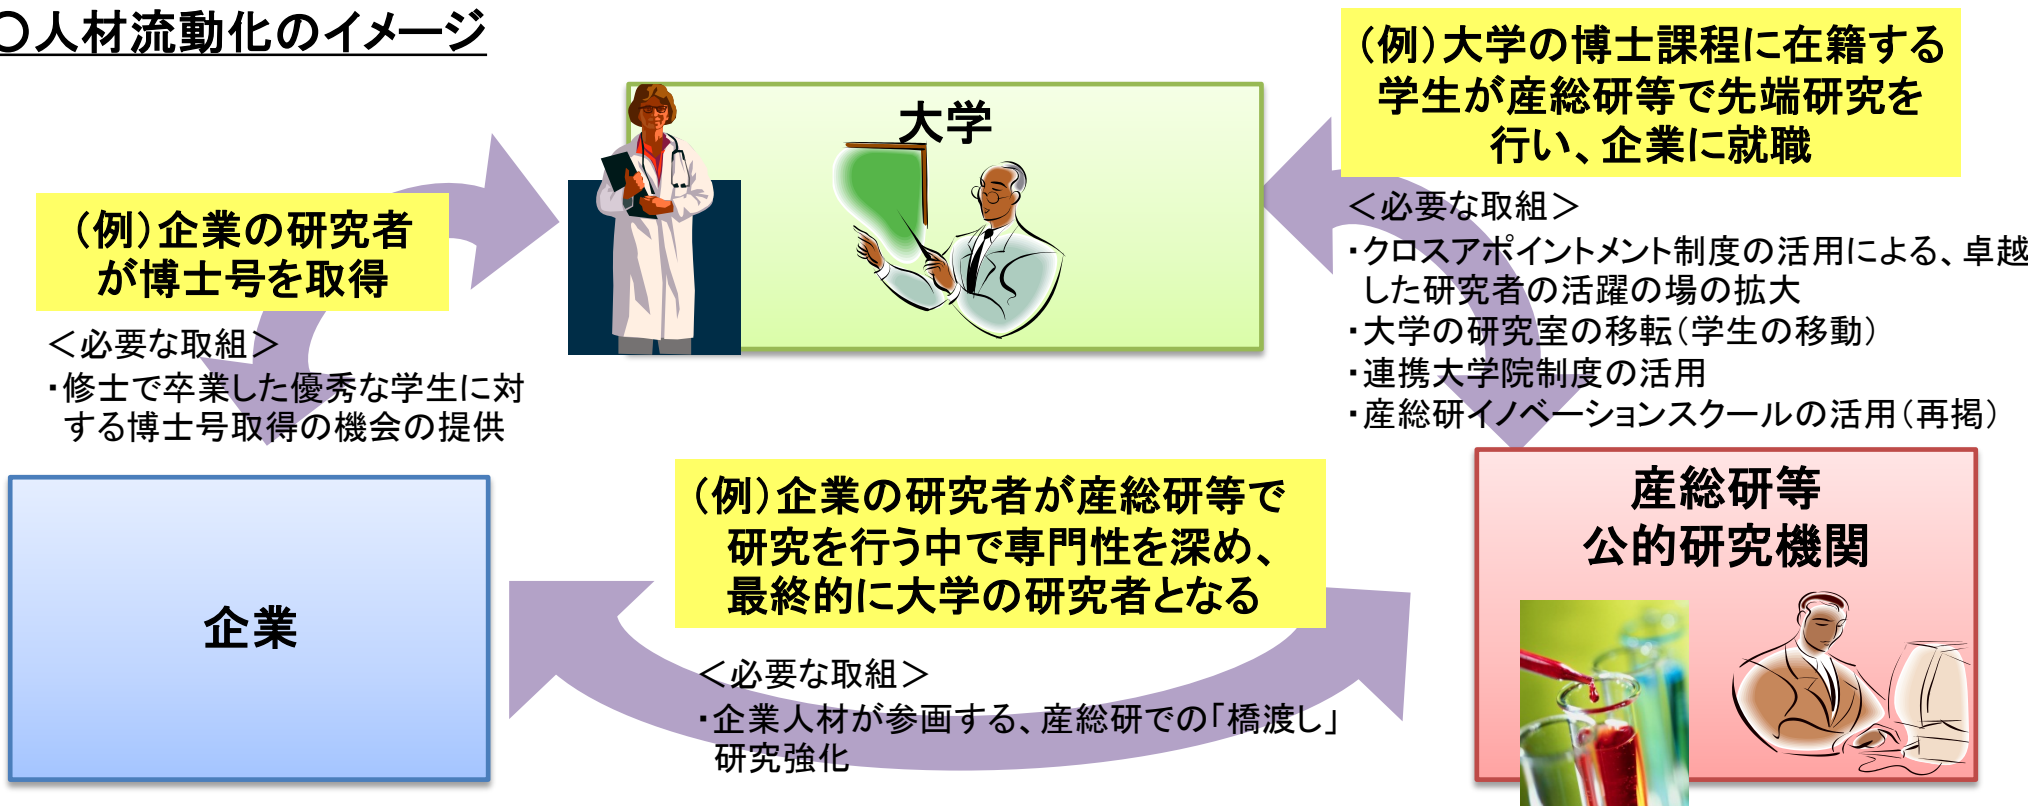 〇人材流動化のイメージ
大学
(例)大学の博士課程に在籍する
学生が産総研等で先端研究を
行い、企業に就職
<必要な取組>
・クロスアポイントメント制度の活用による、卓越
した研究者の活躍の場の拡大
・大学の研究室の移転(学生の移動)
・連携大学院制度の活用
・産総研イノベーションスクールの活用(再掲)
(例)企業の研究者
が博士号を取得
<必要な取組>
・修士で卒業した優秀な学生に対
する博士号取得の機会の提供
企業
(例)企業の研究者が産総研等で
研究を行う中で専門性を深め、
最終的に大学の研究者となる
<必要な取組>
・企業人材が参画する、産総研での「橋渡し」
研究強化
産総研等
公的研究機関